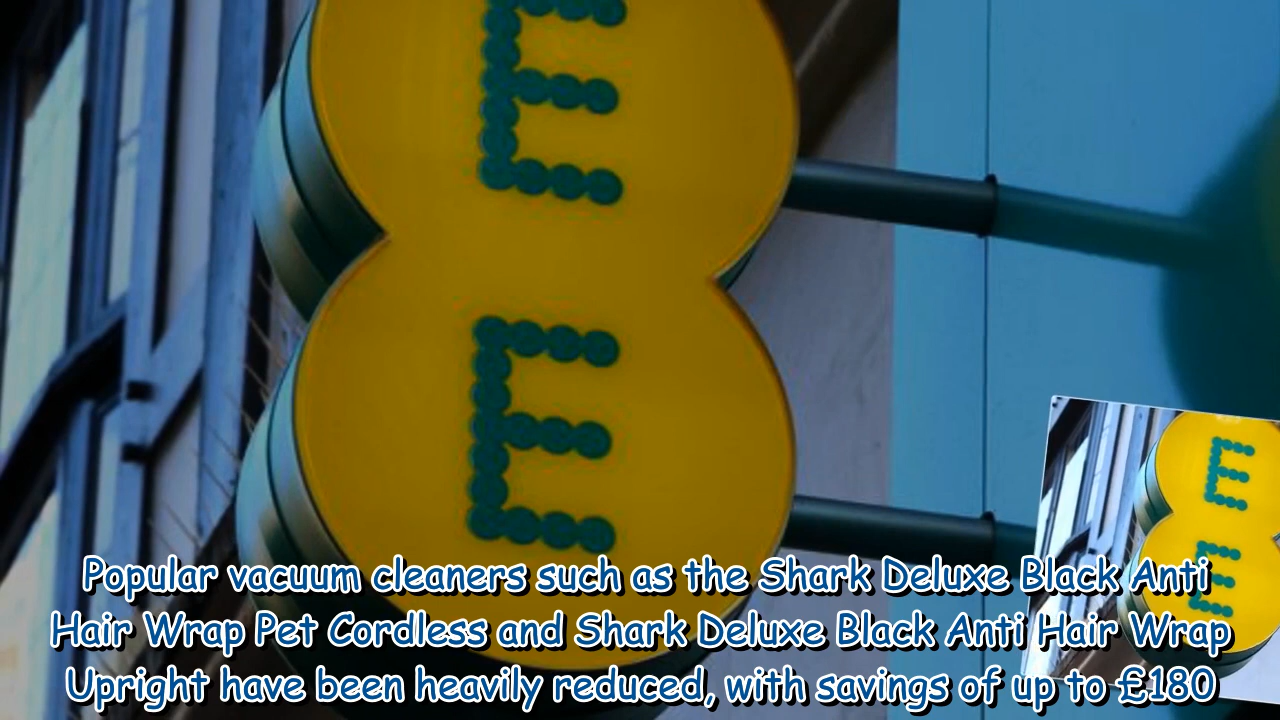 E
E
E
E
Popular vacuum cleaners such as the Shark Deluxe Black Anti
Hair Wrap Pet Cordless and Shark Deluxe Black Anti Hair Wrap
Upright have been heavily reduced, with savings of up to £180